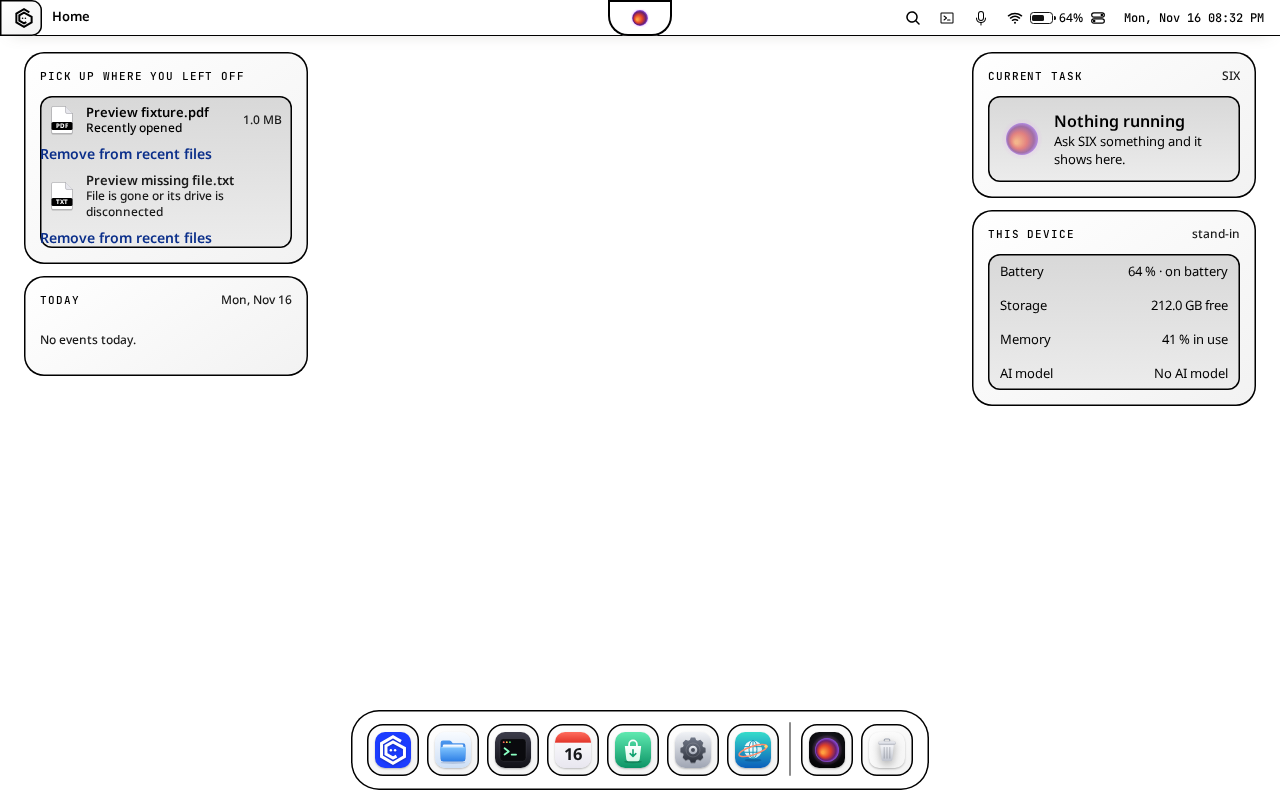 Home
64%
Mon, Nov 16 08:32 PM
PICK UP WHERE YOU LEFT OFF
PDF
Preview fixture.pdf
Recently opened
1.0 MB
Remove from recent files
TXT
Preview missing file.txt
File is gone or its drive is
disconnected
Remove from recent files
TODAY
Mon, Nov 16
No events today.
CURRENT TASK
SIX
Nothing running
Ask SIX something and it
shows here.
THIS DEVICE
stand-in
Battery
64 % · on battery
Storage
212.0 GB free
Memory
41 % in use
AI model
No AI model
16